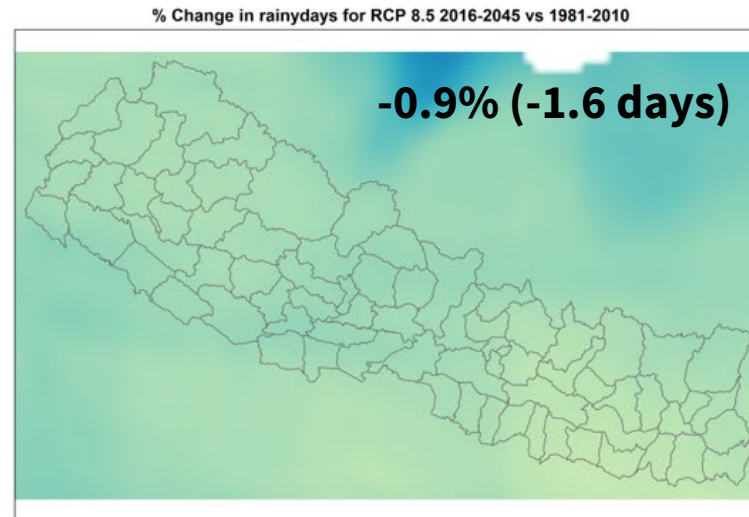 % Change in rainydays for RCP 8.5 2016-2045 vs 1981-2010
-0.9% (-1.6 days)